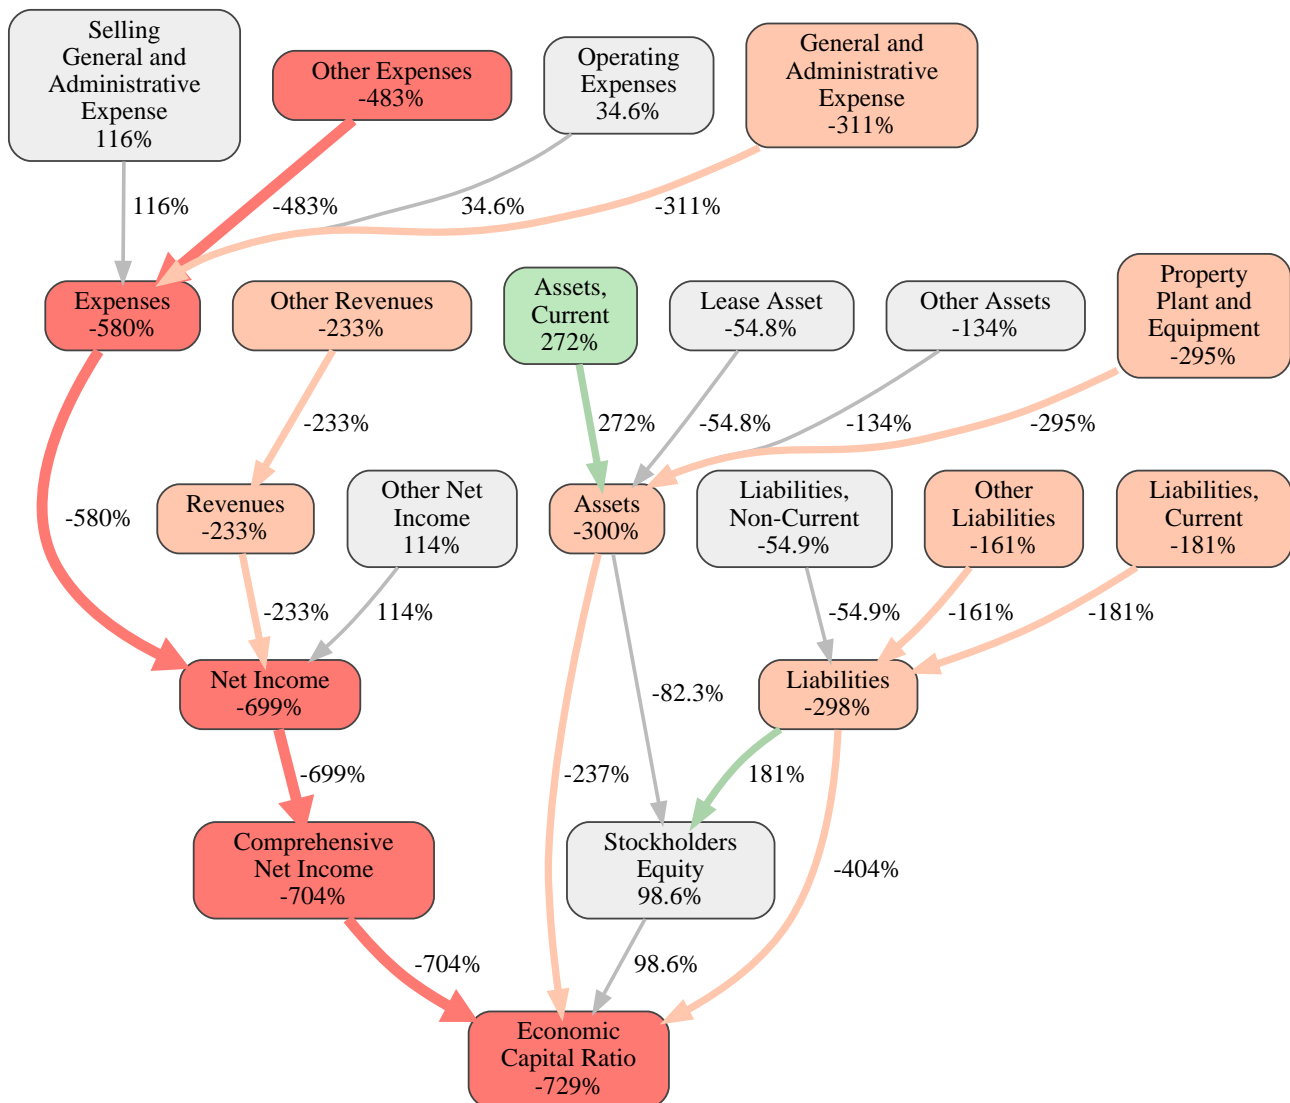 Selling
General and
Administrative
Expense
116%
Other Expenses
-483%
Operating
Expenses
34.6%
General and
Administrative
Expense
-311%
116%
-483%
34.6%
-311%
Expenses
-580%
Other Revenues
-233%
Assets,
Current
272%
Lease Asset
-54.8%
Other Assets
-134%
Property
Plant and
Equipment
-295%
-233%
272%
-54.8%
-134%
-295%
-580%
Revenues
-233%
Other Net
Income
114%
Assets
-300%
Liabilities,
Non-Current
-54.9%
Other
Liabilities
-161%
Liabilities,
Current
-181%
-233%
114%
-54.9%
-161%
-181%
Net Income
-699%
-82.3%
Liabilities
-298%
-699%
-237%
181%
Comprehensive
Net Income
-704%
Stockholders
Equity
98.6%
-404%
-704%
98.6%
Economic
Capital Ratio
-729%